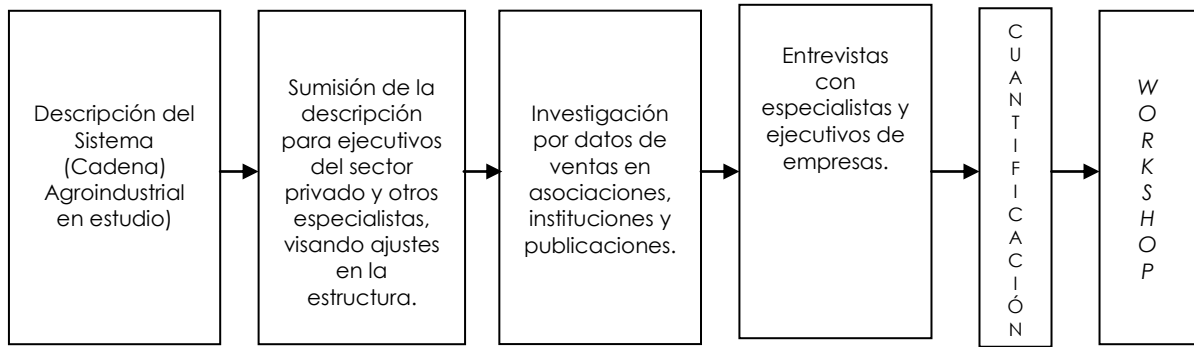 Descripción del
Sistema
(Cadena)
Agroindustrial
en estudio)
Sumisión de la
descripción
para ejecutivos
del sector
privado y otros
especialistas,
visando ajustes
en la
estructura.
Investigación
por datos de
ventas en
asociaciones,
instituciones y
publicaciones.
Entrevistas
con
especialistas y
ejecutivos de
empresas.
C
U
A
N
T
I
F
I
C
A
C
I
Ó
N
W
O
R
K
S
H
O
P